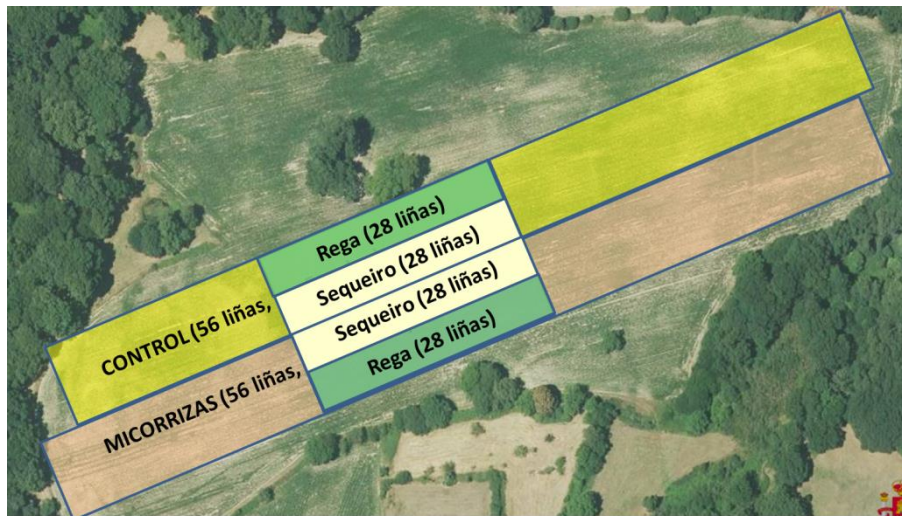 Rega (28 liñas)
Sequeiro (28 liñas)
CONTROL (56 liñas,
Sequeiro (28 liñas)
Rega (28 liñas)
MICORRIZAS (56 liñas,